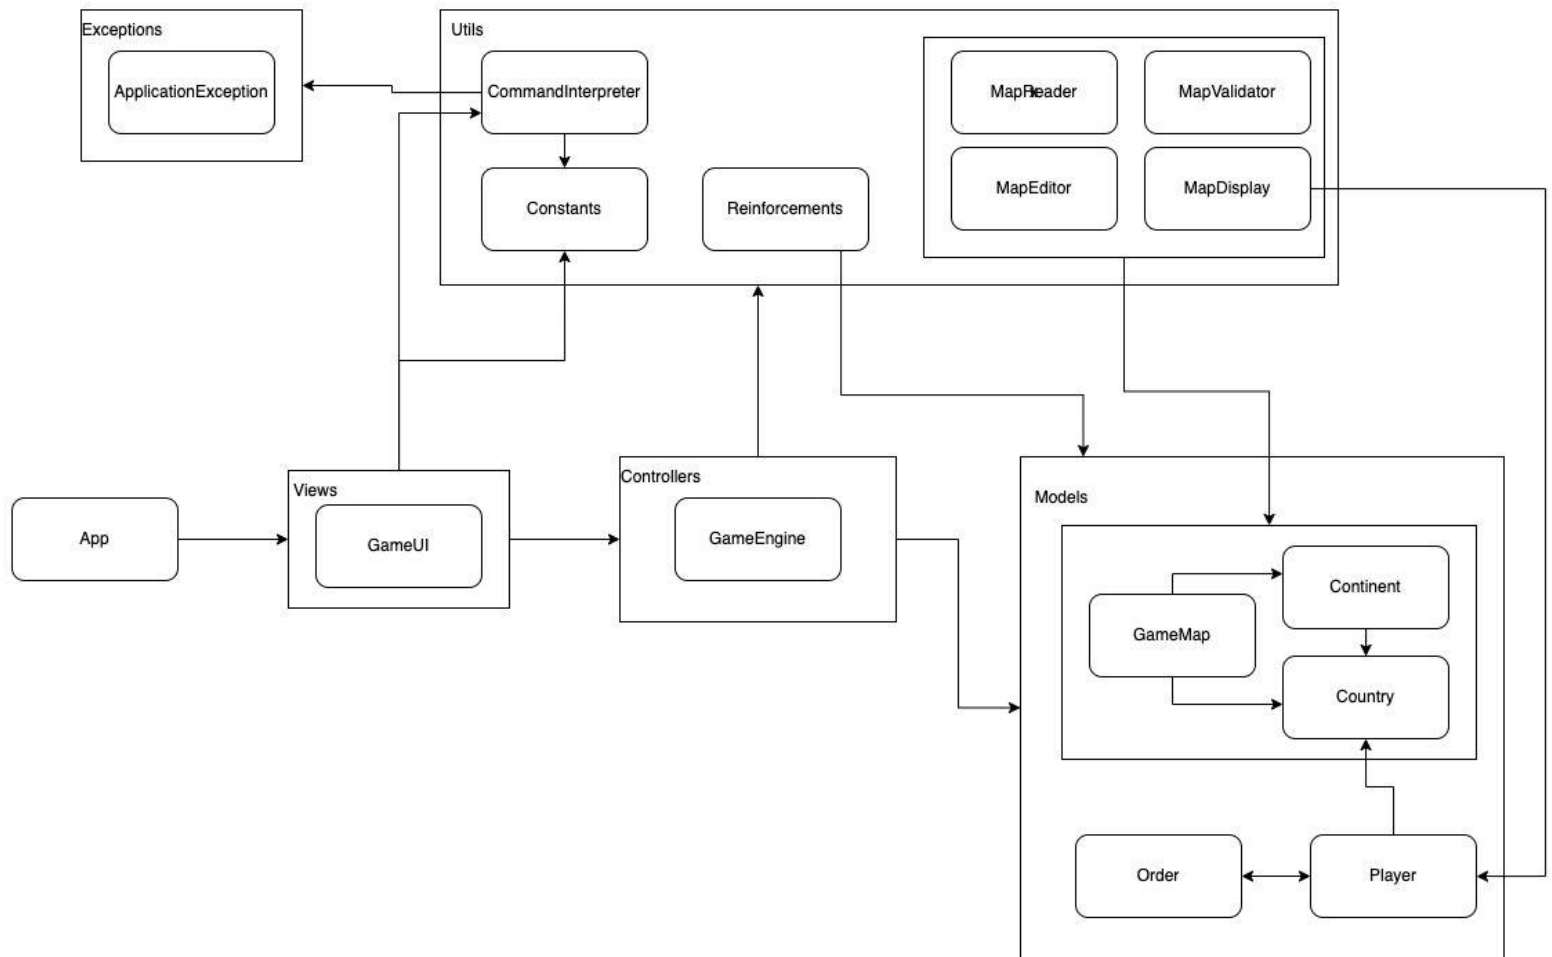 Exceptions
ApplicationException
Utils
CommandInterpreter
Constants
Reinforcements
MapReader
MapValidator
MapEditor
MapDisplay
App
Views
GameUI
Controllers
GameEngine
Models
GameMap
Continent
Country
Order
Player